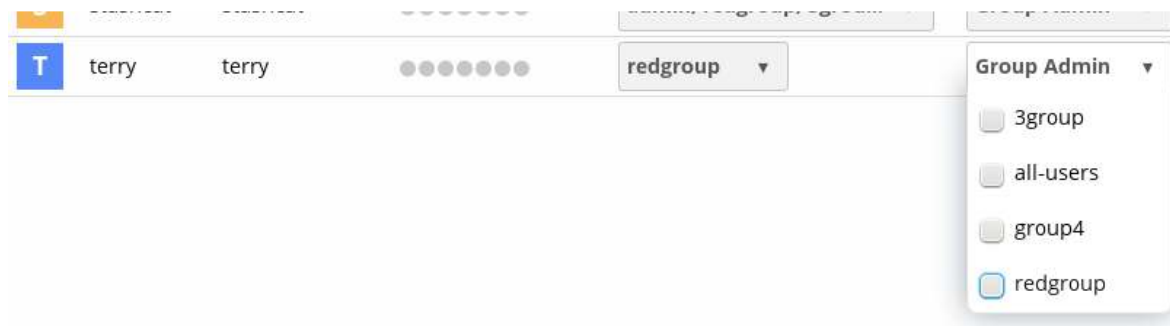 T terry terry ●●●●●●● redgroup ▼ Group Admin ▼
3group
all-users
group4
redgroup